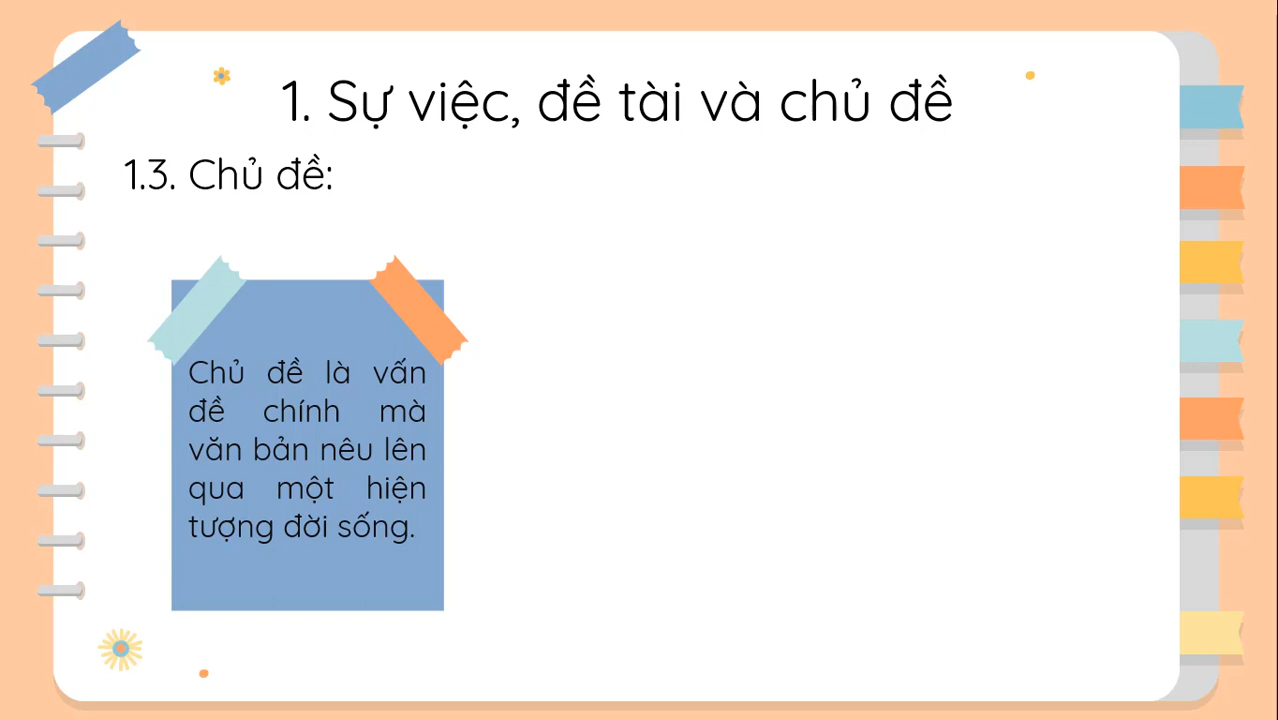 1. Sự việc, đề tài và chủ đề
1.3. Chủ đề:
Chủ đề là vấn
đề chính mà
văn bản nêu lên
qua một hiện
tượng đời sống.